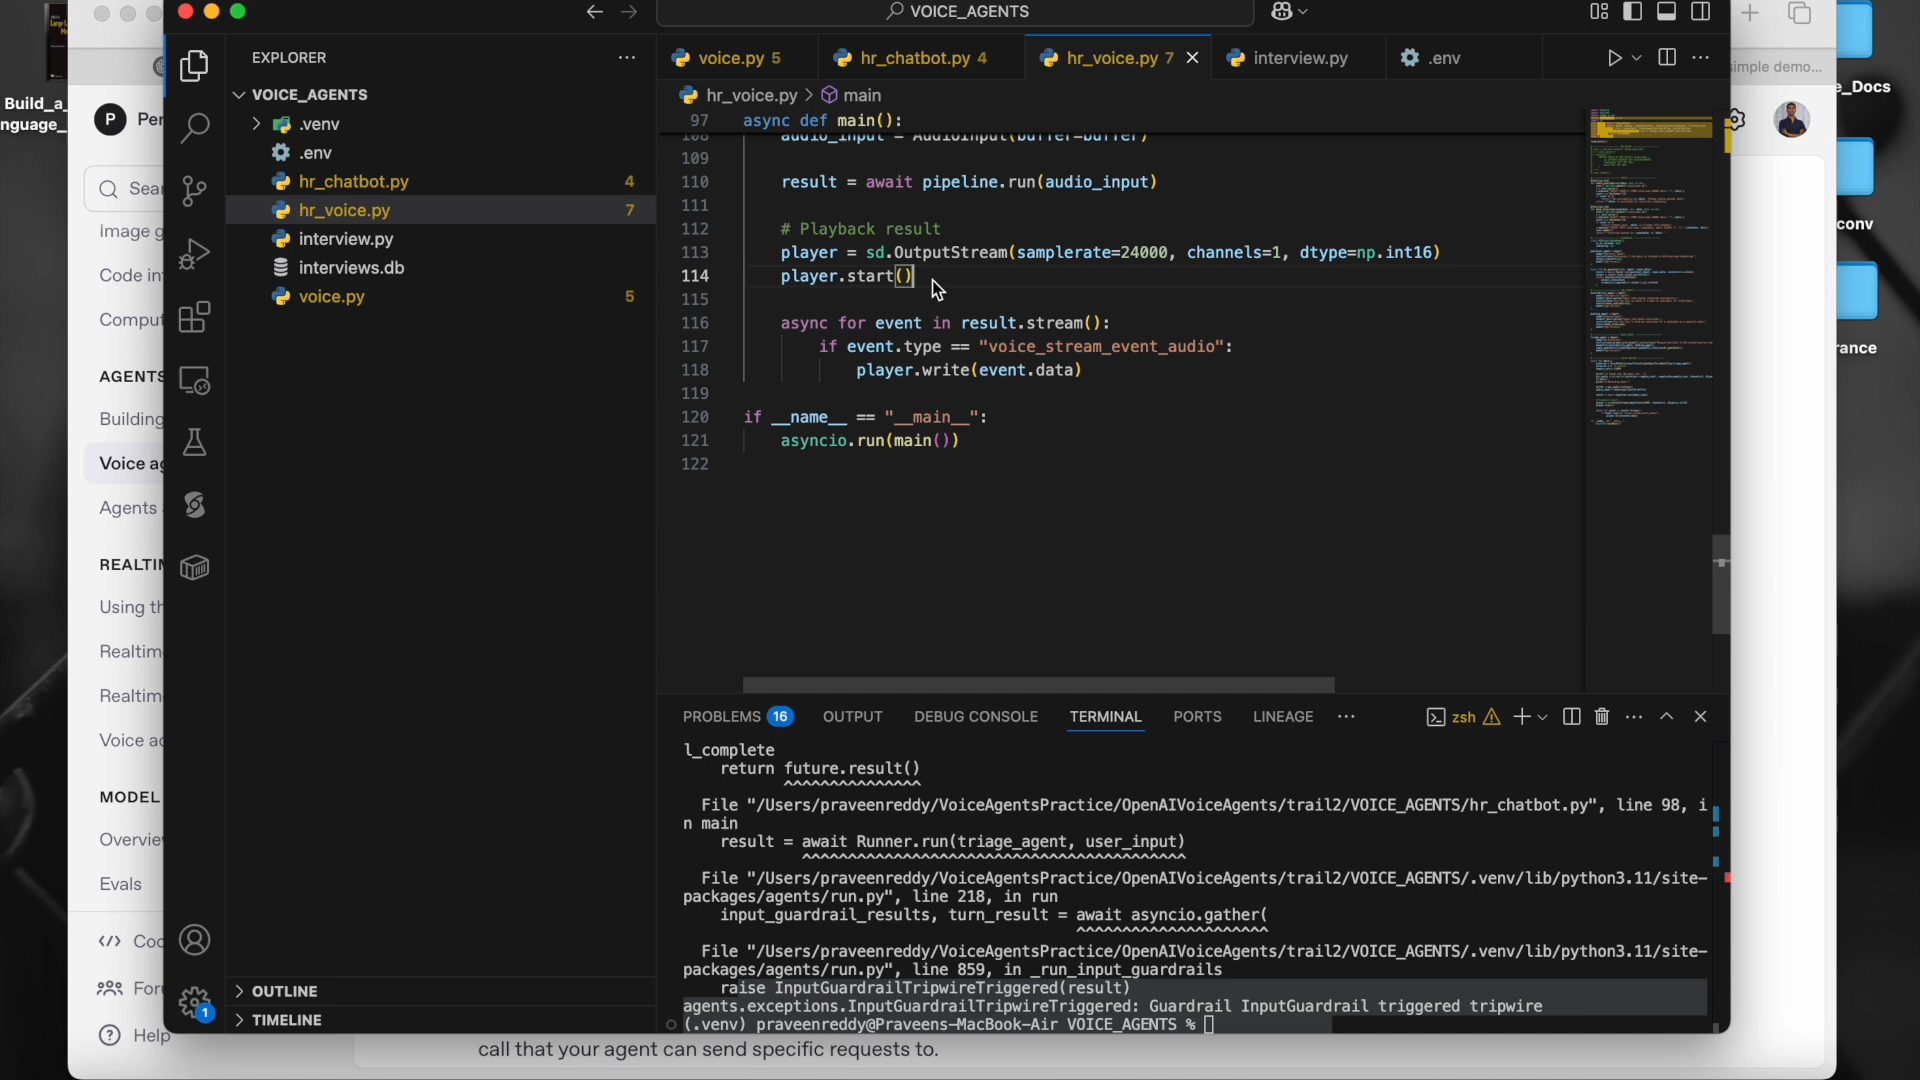 VOICE_AGENTS
EXPLORER
voice.py 5
hr_chatbot.py 4
hr_voice.py 7
interview.py
.env
simple demo...
e_Docs
Build_a_
nguage_
P
Per
VOICE_AGENTS
hr_voice.py > main
.venv
97 async def main():
.env
108 audio_input = AudioInput(buffer=buffer)
hr_chatbot.py 4
109
110 result = await pipeline.run(audio_input)
hr_voice.py 7
111
112 # Playback result
interview.py
113 player = sd.OutputStream(samplerate=24000, channels=1, dtype=np.int16)
interviews.db
114 player.start()
voice.py 5
115
116 async for event in result.stream():
117 if event.type == "voice_stream_event_audio":
118 player.write(event.data)
119
120 if __name__ == "__main__":
121 asyncio.run(main())
122
conv
rance
Sear
Image g
Code in
Comput
AGENTS
Building
Voice ag
Agents
REALTIM
Using th
Realtim
Realtim
Voice ac
MODEL
Overvie
Evals
Coo
Foru
Help
OUTLINE
TIMELINE
1
PROBLEMS 16
OUTPUT
DEBUG CONSOLE
TERMINAL
PORTS
LINEAGE
zsh
l_complete
return future.result()
^^^^^^^^^^^^^^^
File "/Users/praveenreddy/VoiceAgentsPractice/OpenAIVoiceAgents/trail2/VOICE_AGENTS/hr_chatbot.py", line 98, i
n main
result = await Runner.run(triage_agent, user_input)
^^^^^^^^^^^^^^^^^^^^^^^^^^^^^^^^^^^^^^^^^^
File "/Users/praveenreddy/VoiceAgentsPractice/OpenAIVoiceAgents/trail2/VOICE_AGENTS/.venv/lib/python3.11/site-
packages/agents/run.py", line 218, in run
input_guardrail_results, turn_result = await asyncio.gather(
^^^^^^^^^^^^^^^^^^^^^
File "/Users/praveenreddy/VoiceAgentsPractice/OpenAIVoiceAgents/trail2/VOICE_AGENTS/.venv/lib/python3.11/site-
packages/agents/run.py", line 859, in _run_input_guardrails
raise InputGuardrailTripwireTriggered(result)
agents.exceptions.InputGuardrailTripwireTriggered: Guardrail InputGuardrail triggered tripwire
(.venv) praveenreddy@Praveens-MacBook-Air VOICE_AGENTS %
call that your agent can send specific requests to.